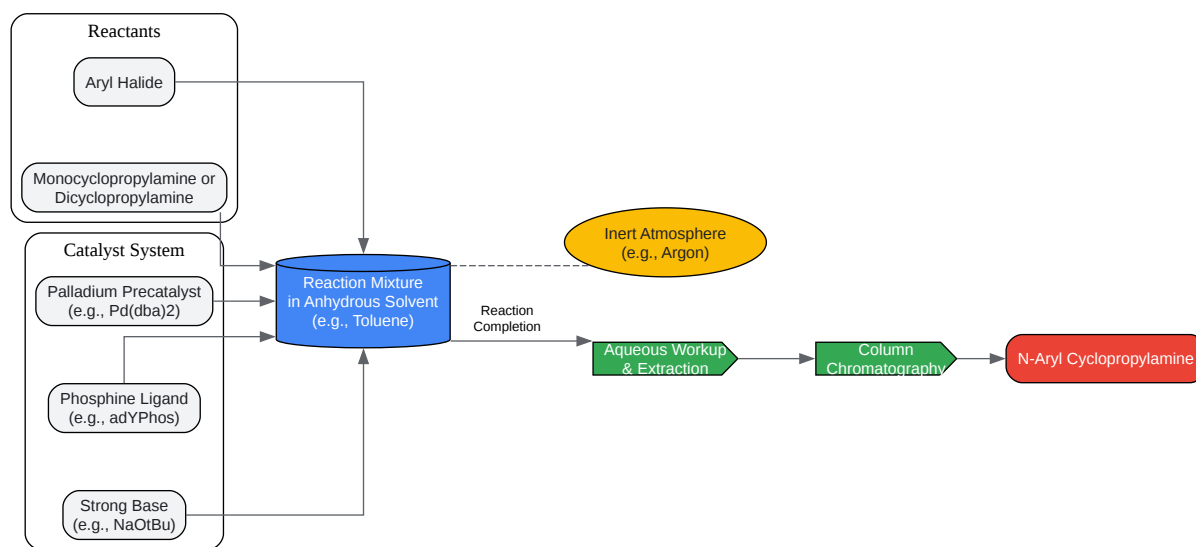 Reactants
Aryl Halide
Monocyclopropylamine or
Dicyclopropylamine
Catalyst System
Palladium Precatalyst
(e.g., Pd(dba)2)
Phosphine Ligand
(e.g., adYPhos)
Strong Base
(e.g., NaOtBu)
Reaction Mixture
in Anhydrous Solvent
(e.g., Toluene)
Inert Atmosphere
(e.g., Argon)
Reaction
Completion
Aqueous Workup
& Extraction
Column
Chromatography
N-Aryl Cyclopropylamine